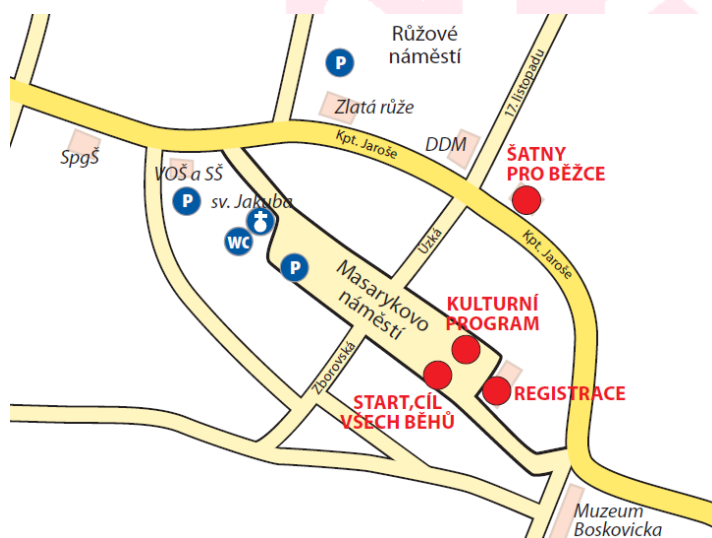 Růžové
náměstí
P
Zlatá růže
17. listopadu
Kpt. Jaroše
DDM
SpgŠ
VOŠ a SŠ
ŠATNY
PRO BĚŽCE
P
sv. Jakuba
WC
P
Úzká
Kpt. Jaroše
Masarykovo
náměstí
KULTURNÍ
PROGRAM
Zborovská
START,CÍL
VŠECH BĚHŮ
REGISTRACE
Muzeum
Boskovicka